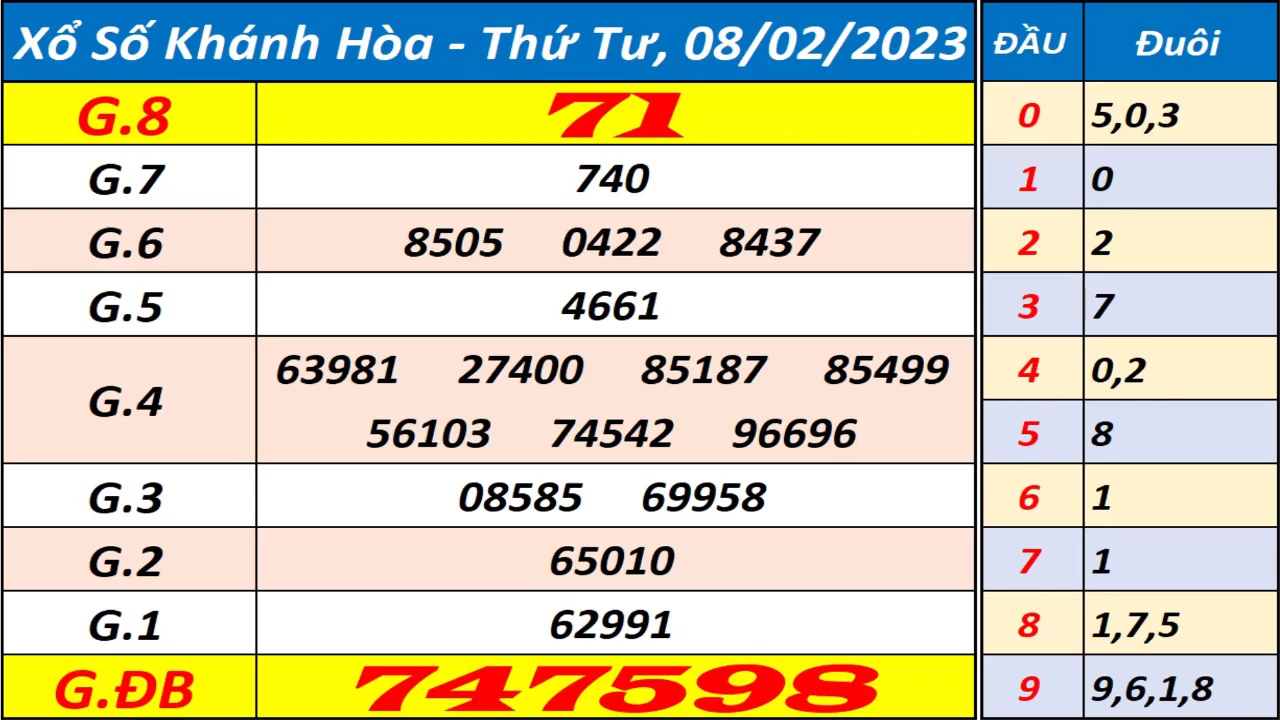 Xổ Số Khánh Hòa - Thứ Tư, 08/02/2023
G.8 71
G.7 740
G.6 8505 0422 8437
G.5 4661
G.4 63981 27400 85187 85499
56103 74542 96696
G.3 08585 69958
G.2 65010
G.1 62991
G.ĐB 747598
ĐẦU Đuôi
0 5,0,3
1 0
2 2
3 7
4 0,2
5 8
6 1
7 1
8 1,7,5
9 9,6,1,8